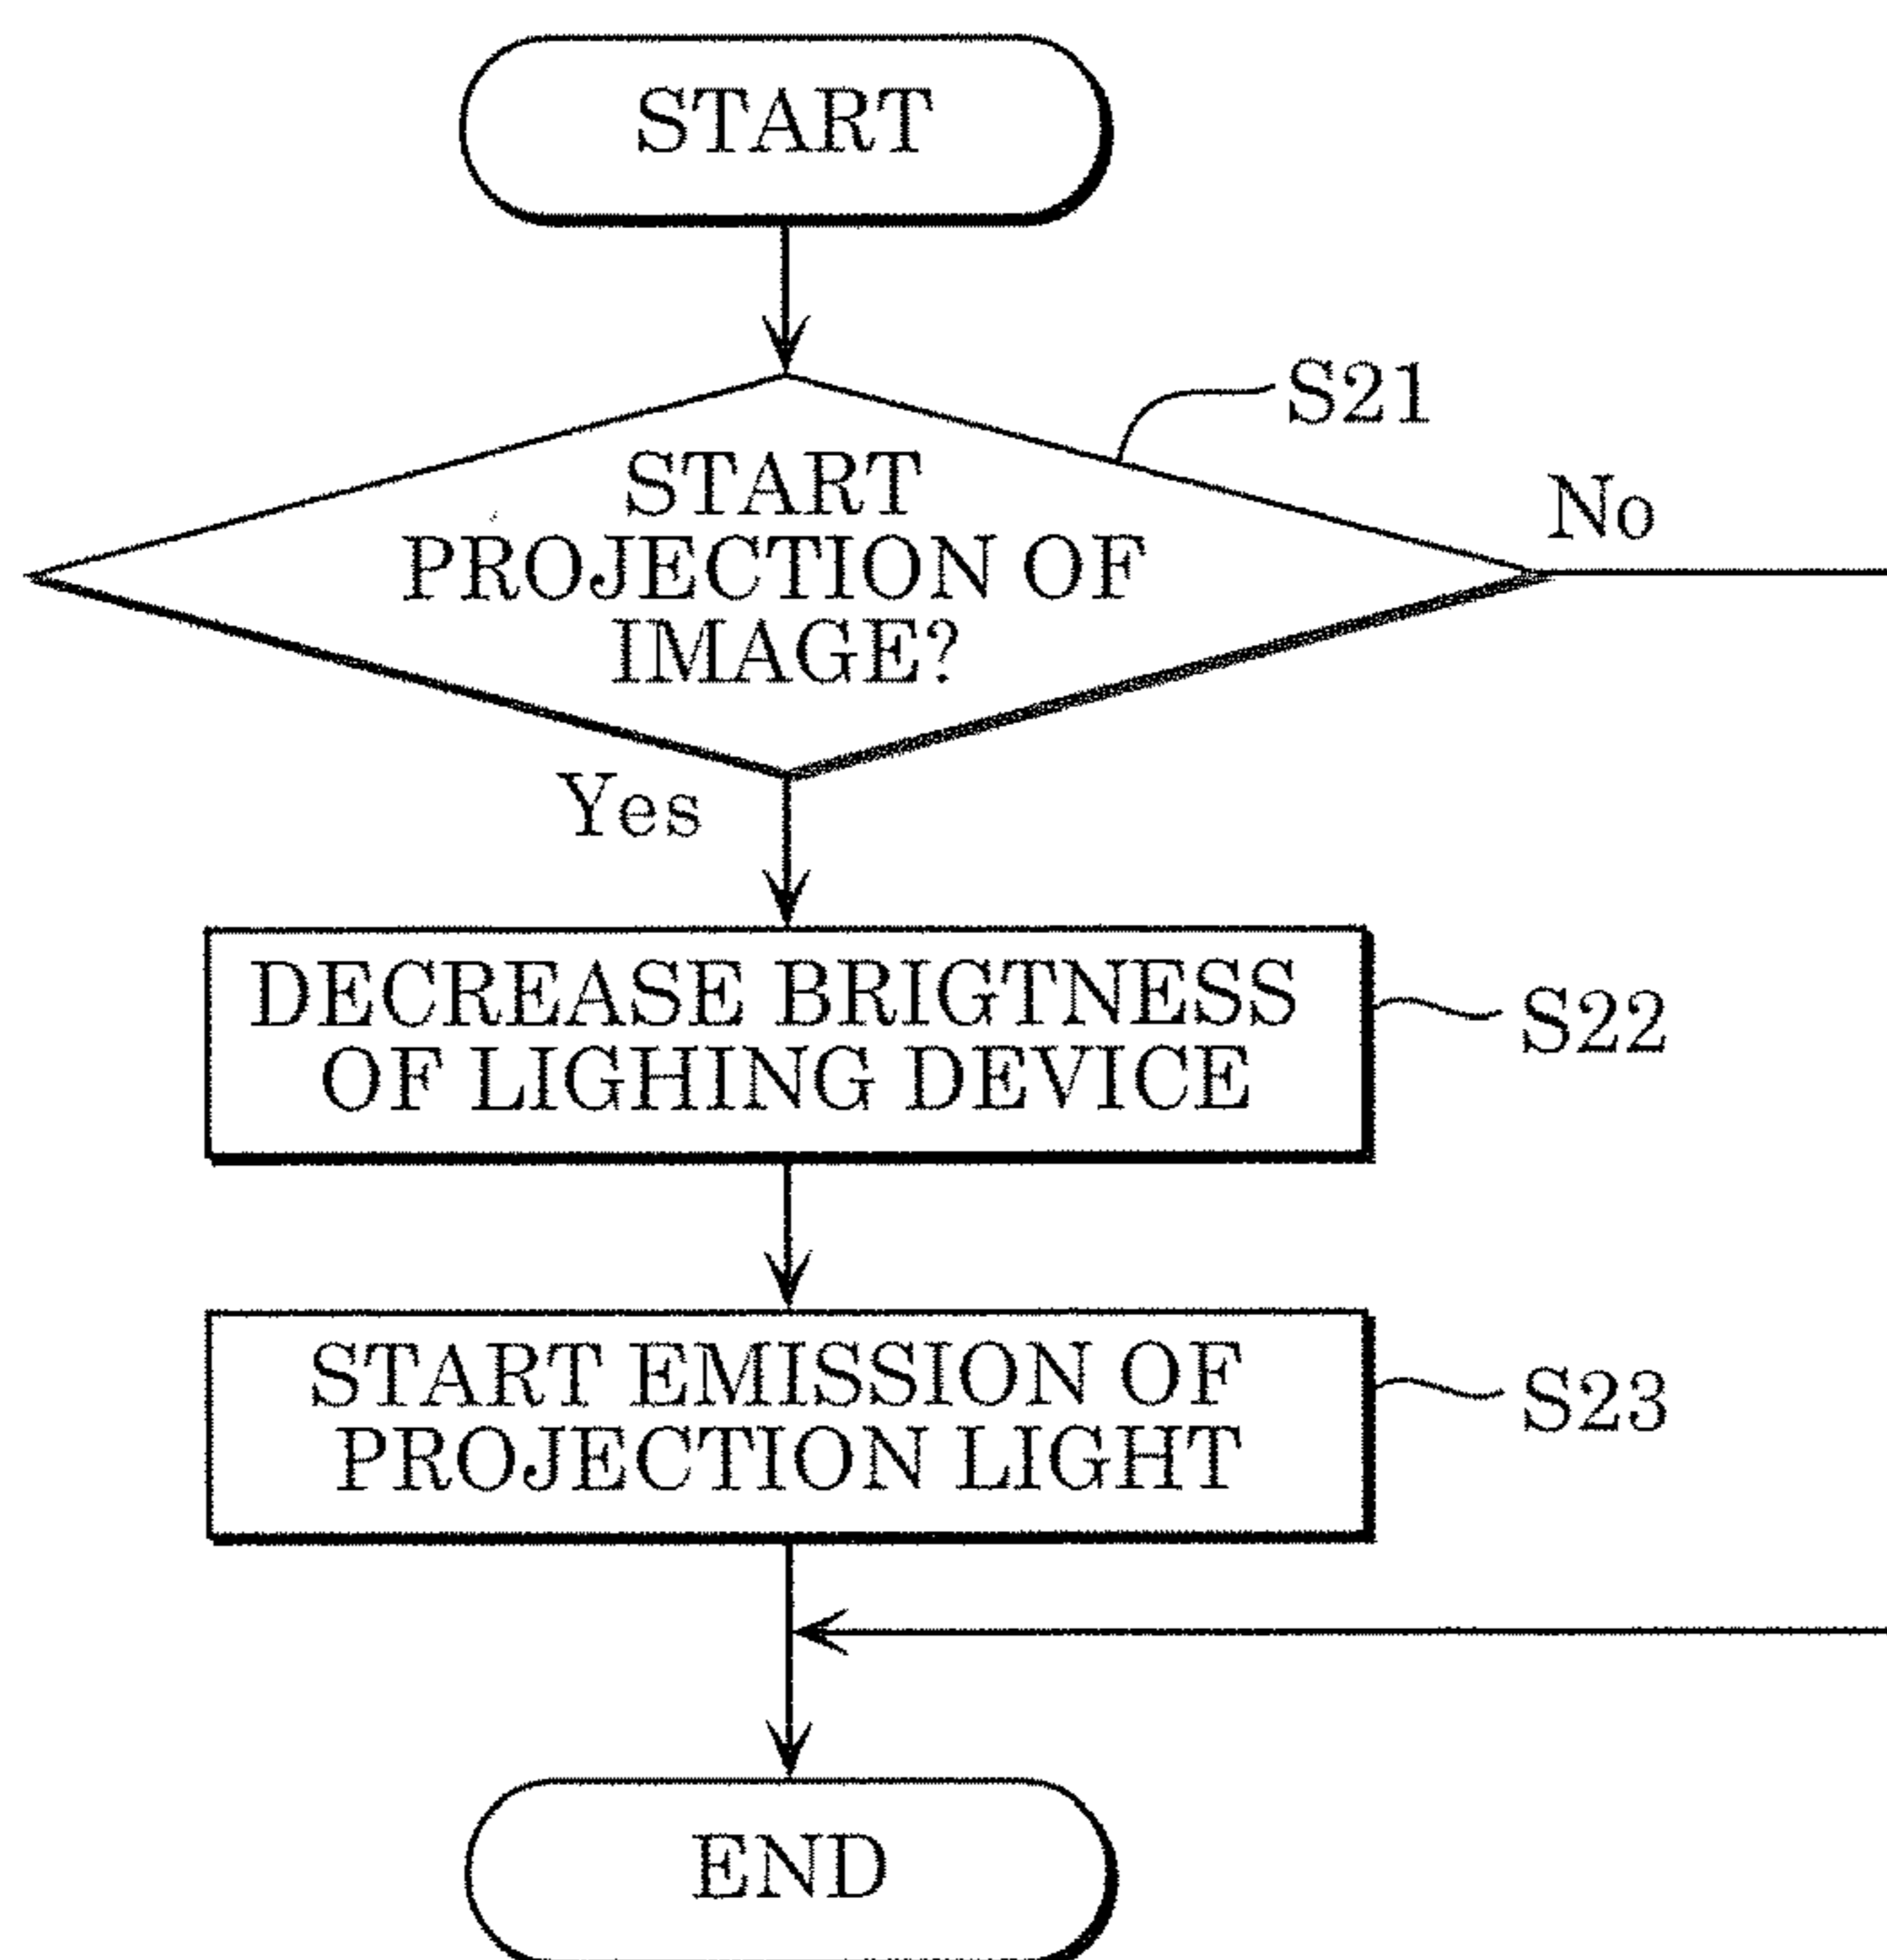 START
S21
START
PROJECTION OF
IMAGE?
No
Yes
DECREASE BRIGTNESS
OF LIGHING DEVICE
S22
START EMISSION OF
PROJECTION LIGHT
S23
END